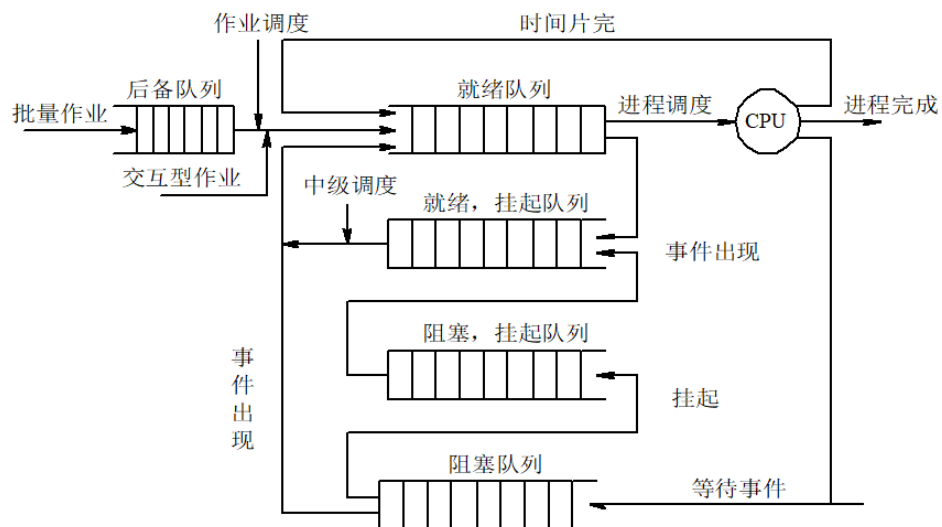 作业调度
时间片完
后备队列
就绪队列
批量作业
进程调度
CPU
进程完成
交互型作业
中级调度
就绪，挂起队列
事件出现
阻塞，挂起队列
事件出现
挂起
阻塞队列
等待事件